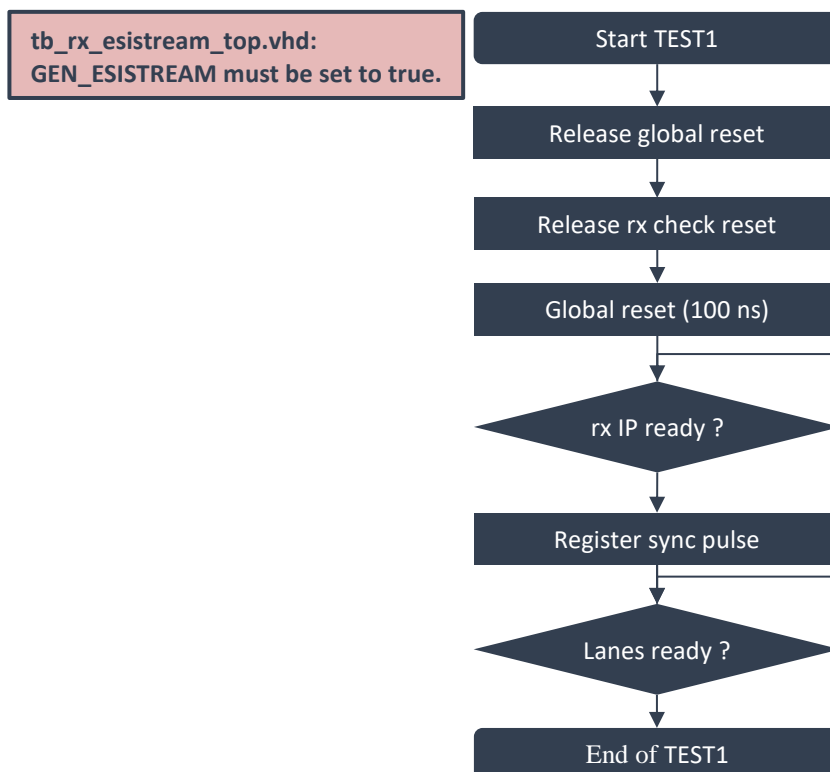 tb_rx_esistream_top.vhd:
GEN_ESISTREAM must be set to true.
Start TEST1
Release global reset
Release rx check reset
Global reset (100 ns)
rx IP ready ?
Register sync pulse
Lanes ready ?
End of TEST1